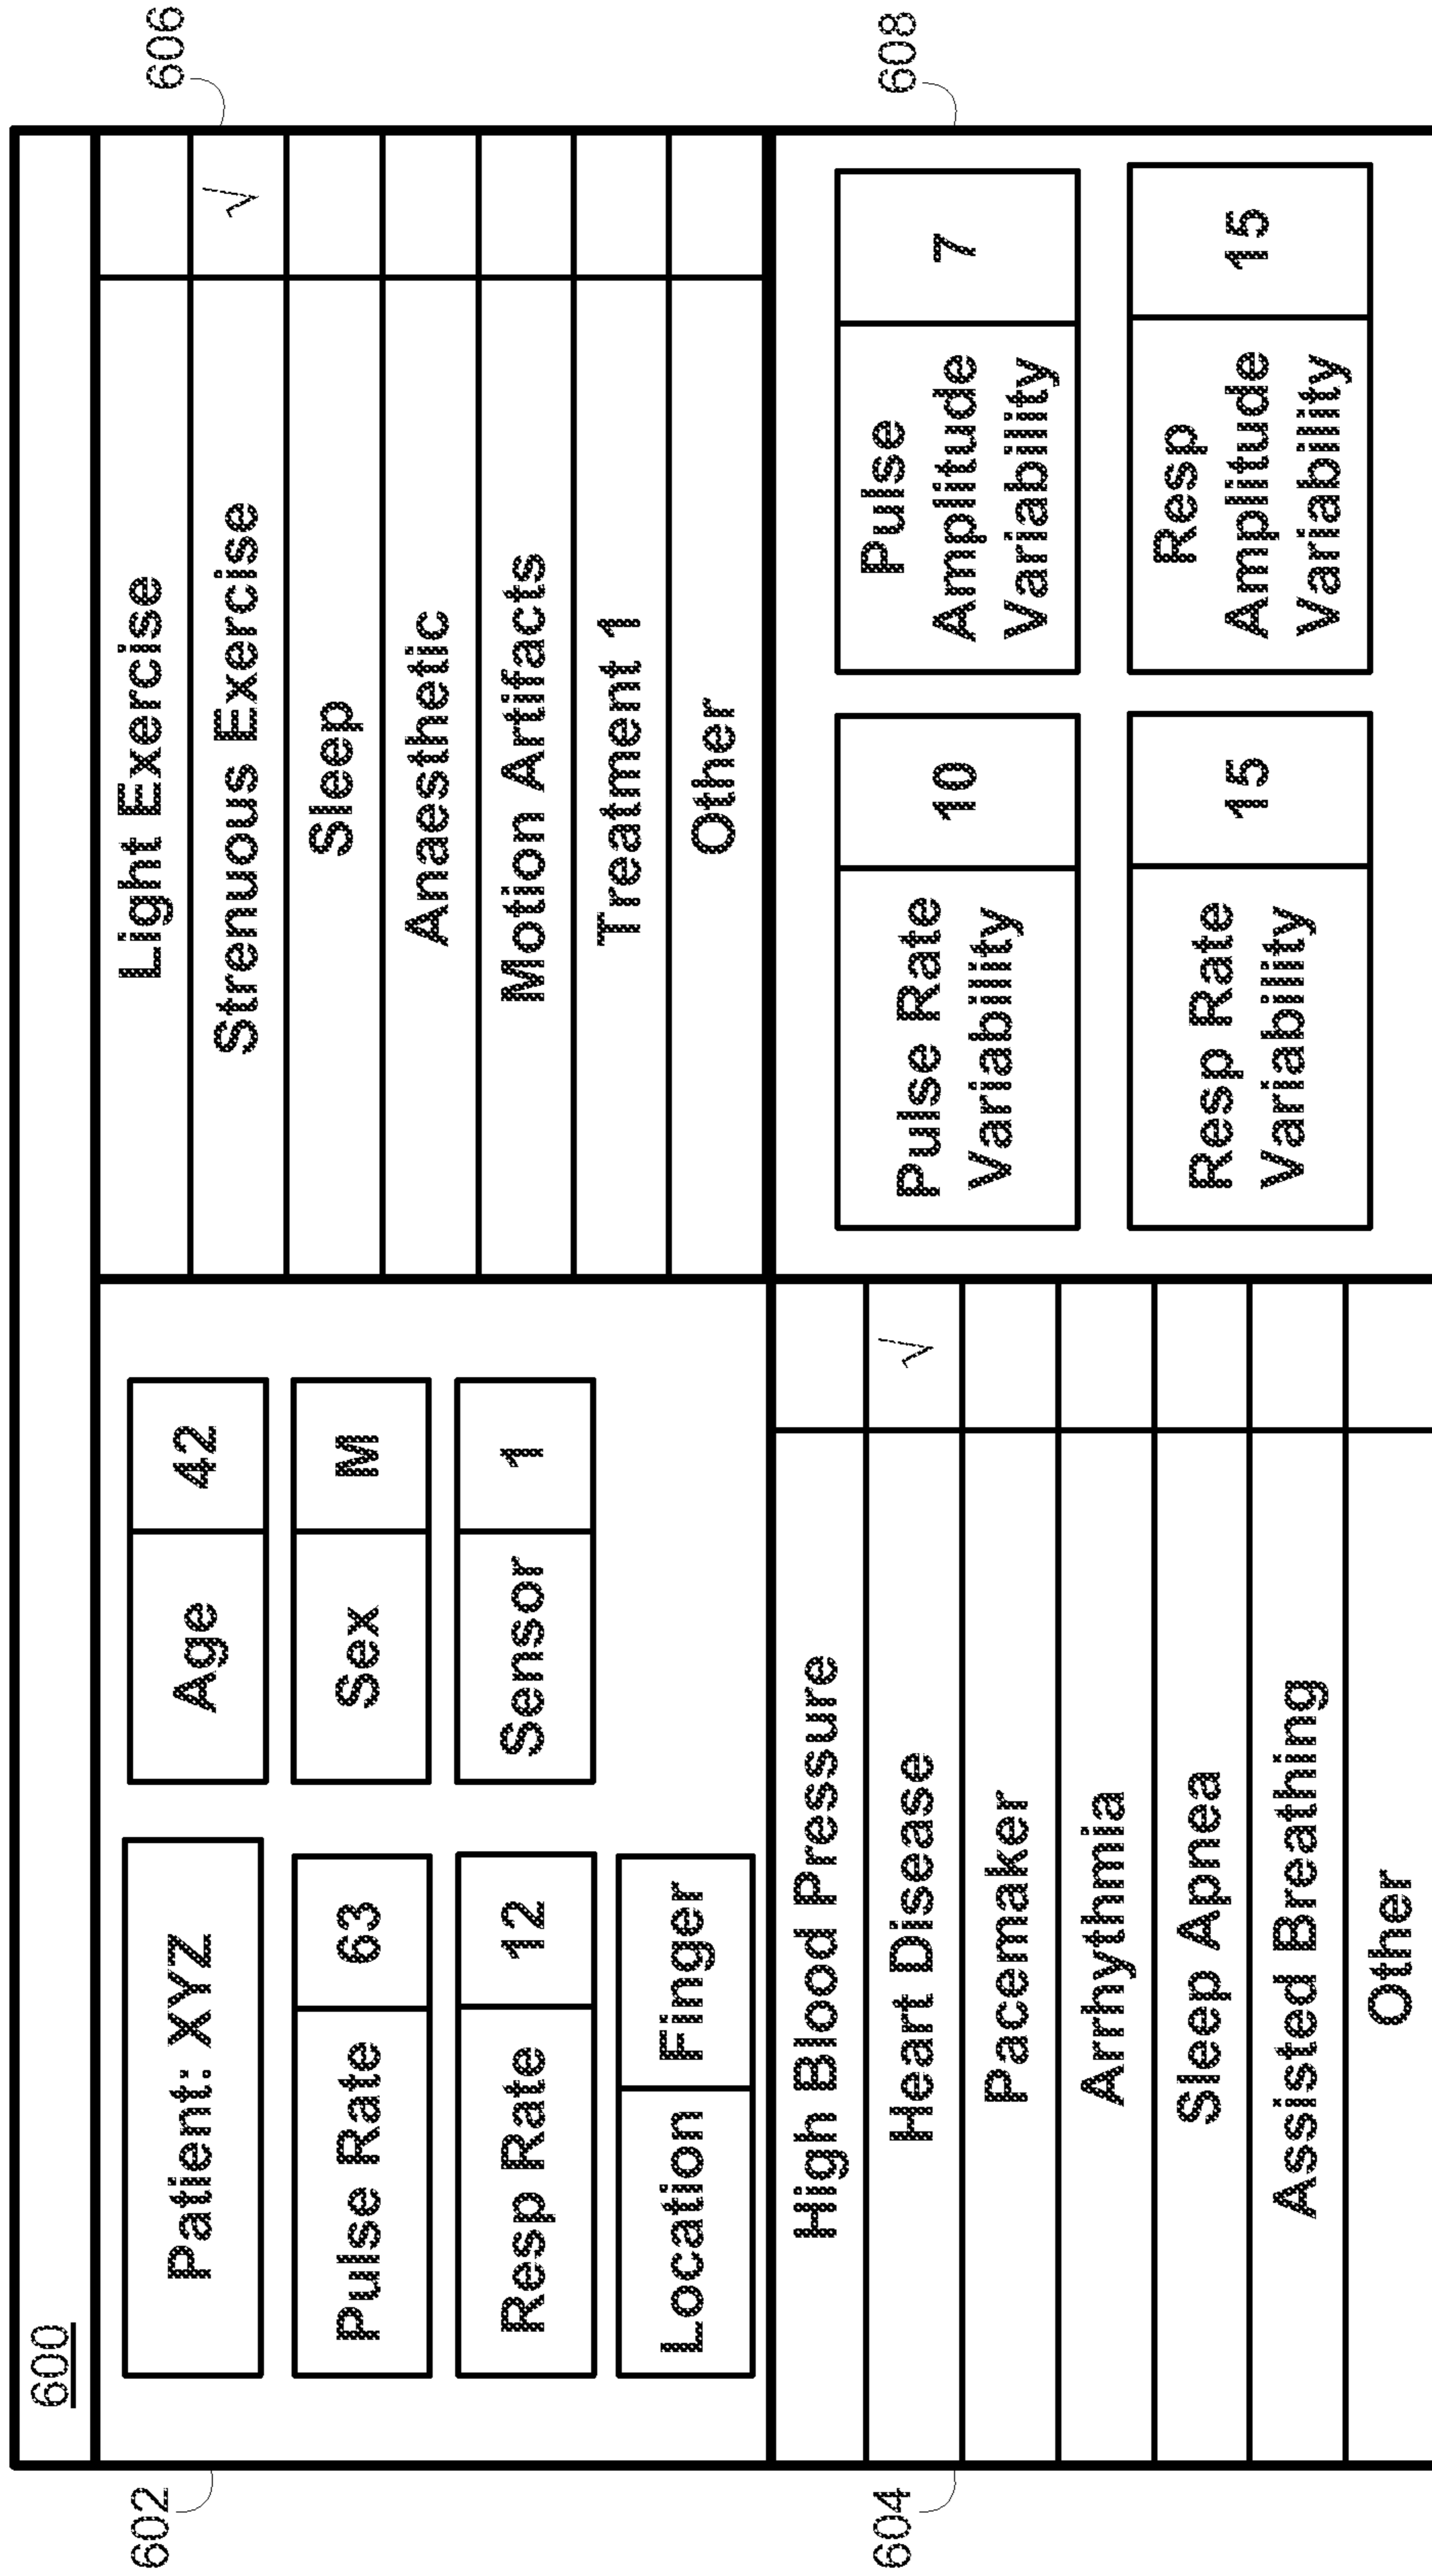 600
602
Patient: XYZ
Age 42
Pulse Rate 63
Sex M
Resp Rate 12
Sensor 1
Location Finger
606
Light Exercise
Strenuous Exercise √
Sleep
Anaesthetic
Motion Artifacts
Treatment 1
Other
604
High Blood Pressure
Heart Disease √
Pacemaker
Arrhythmia
Sleep Apnea
Assisted Breathing
Other
608
Pulse Rate
Variability
10
Pulse
Amplitude
Variability
7
Resp Rate
Variability
15
Resp
Amplitude
Variability
15